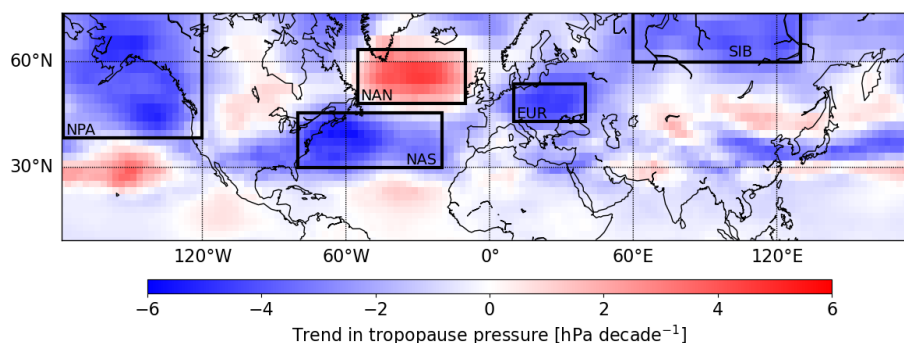 60°N
SIB
NAN
EUR
NPA
NAS
30°N
120°W 60°W 0° 60°E 120°E
−6 −4 −2 0 2 4 6
Trend in tropopause pressure [hPa decade⁻¹]